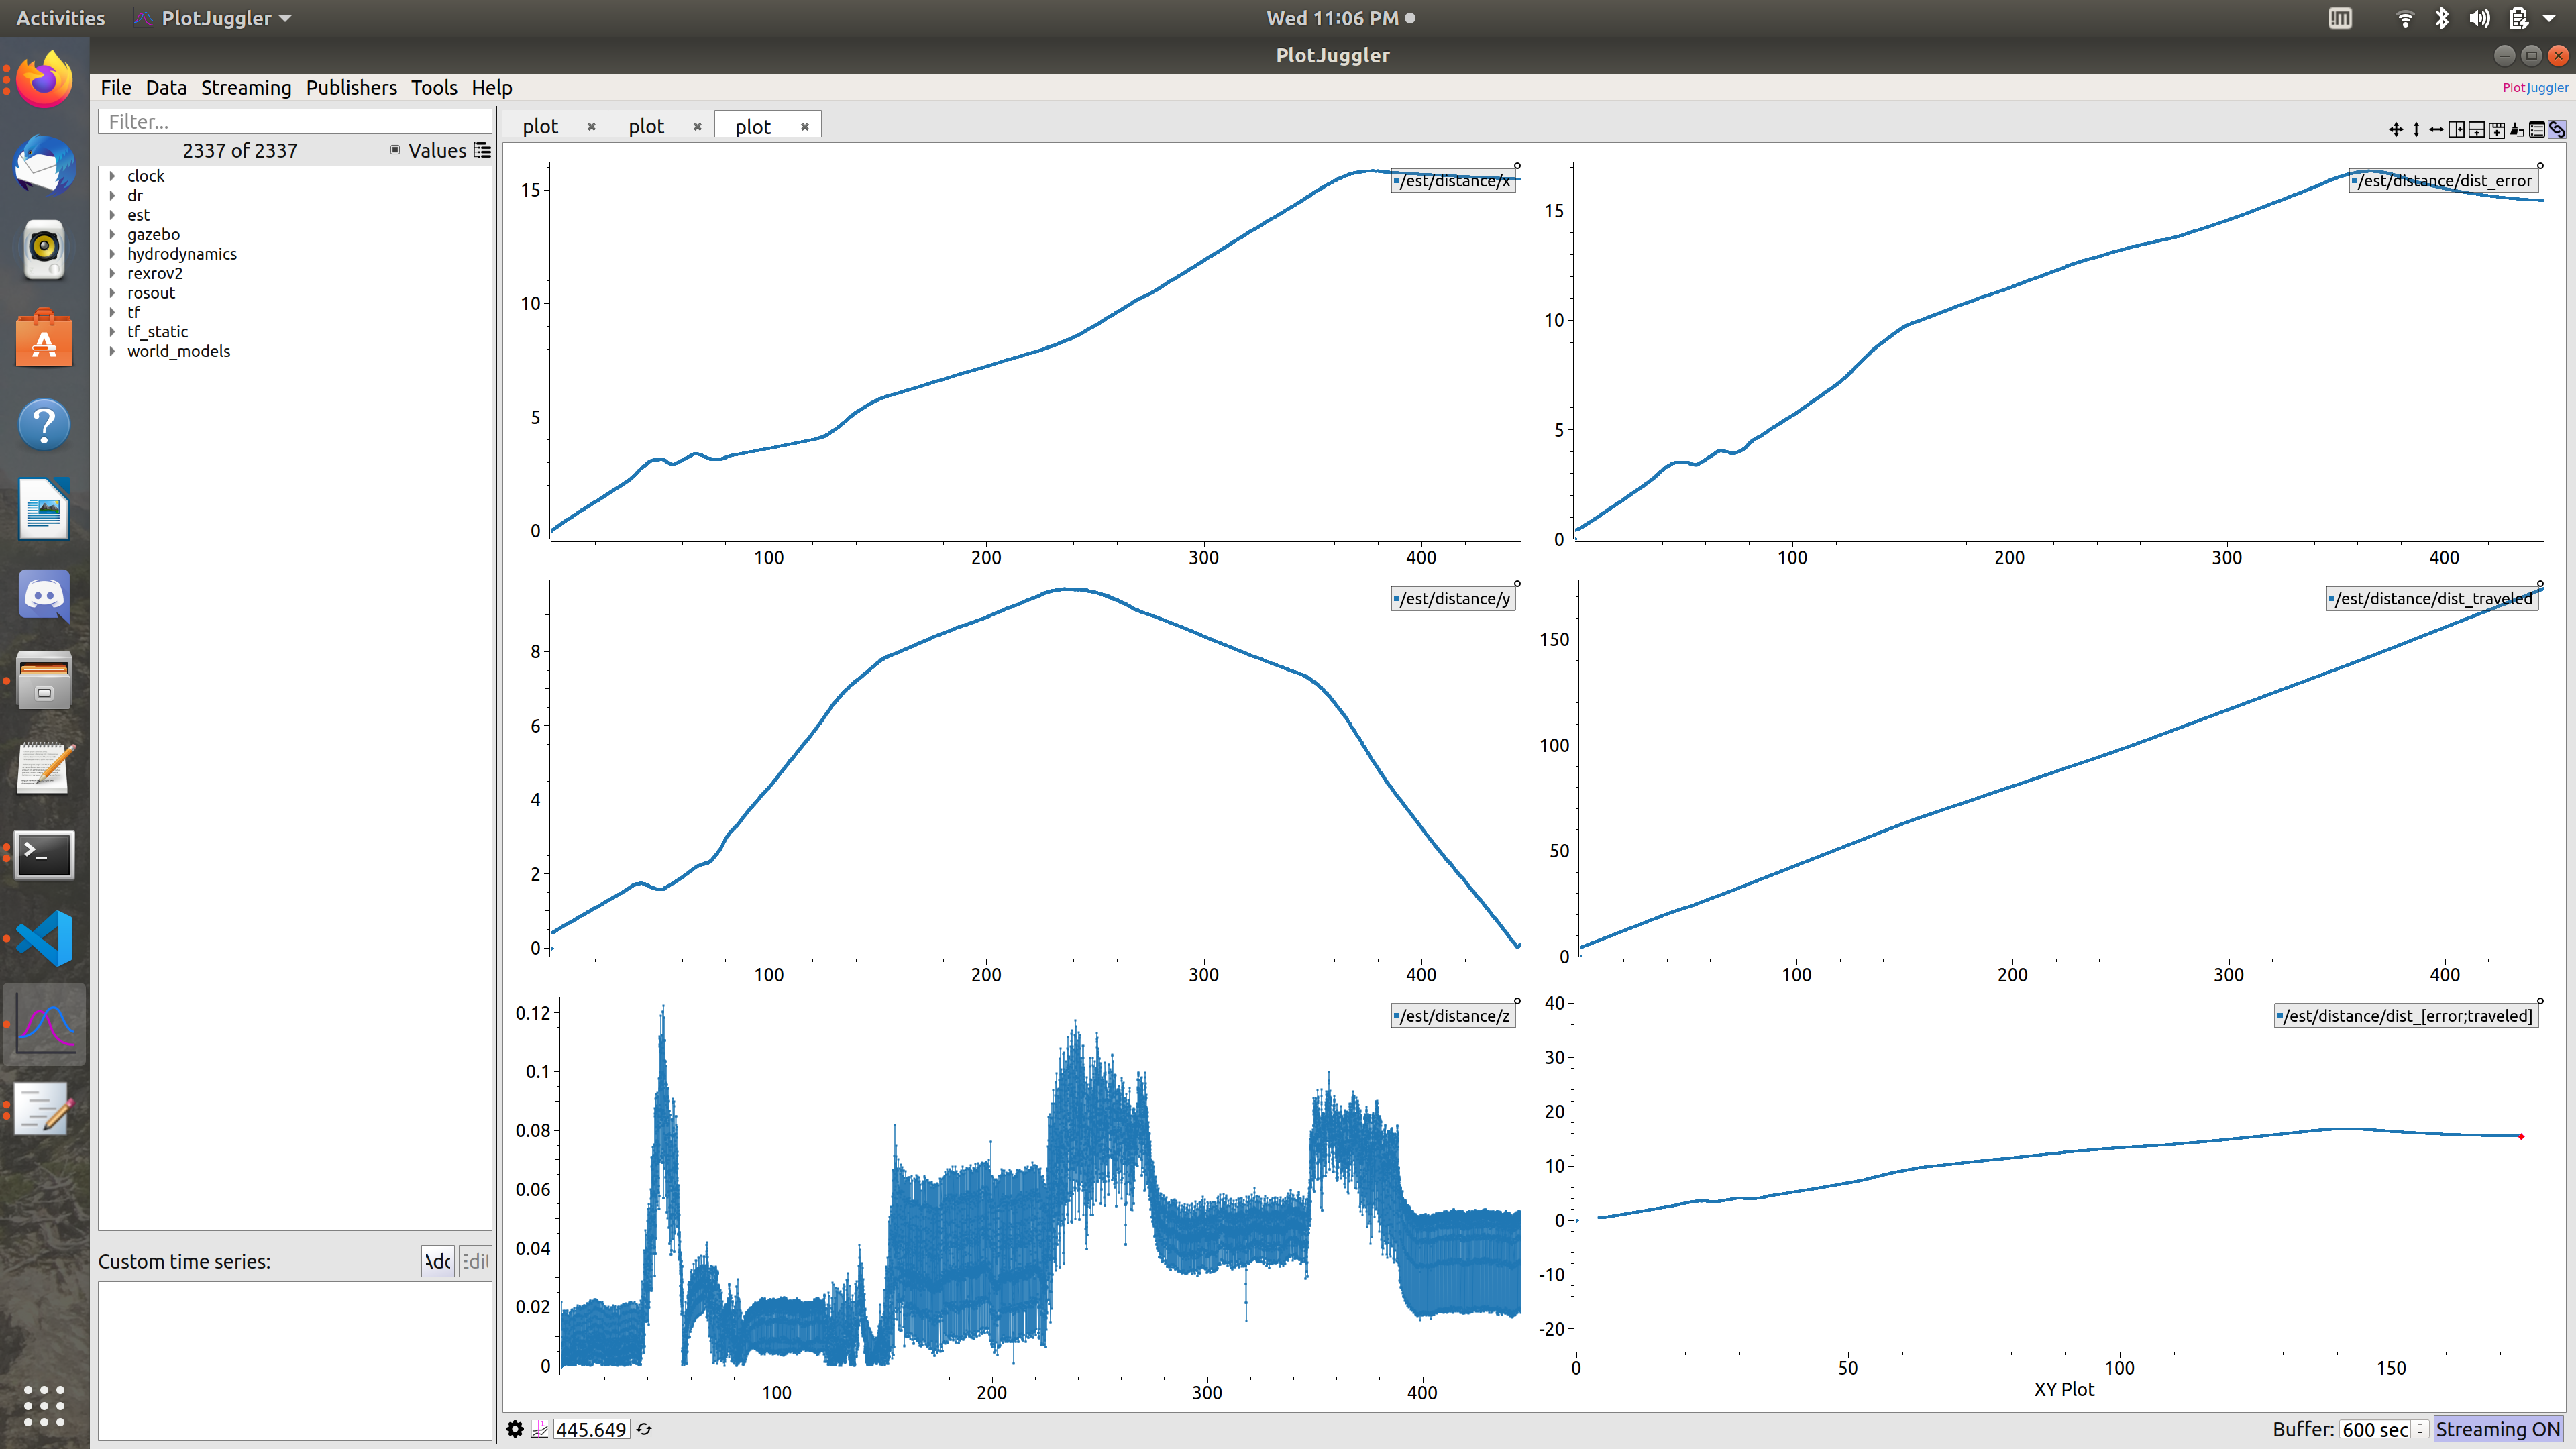 Activities PlotJuggler Wed 11:06 PM
PlotJuggler
File Data Streaming Publishers Tools Help PlotJuggler
Filter...
2337 of 2337 Values
clock
dr
est
gazebo
hydrodynamics
rexrov2
rosout
tf
tf_static
world_models
Custom time series:
plot plot plot
/est/distance/x
15
10
5
0
100 200 300 400
/est/distance/dist_error
15
10
5
0
100 200 300 400
/est/distance/y
8
6
4
2
0
100 200 300 400
/est/distance/dist_traveled
150
100
50
0
100 200 300 400
/est/distance/z
0.12
0.1
0.08
0.06
0.04
0.02
0
100 200 300 400
/est/distance/dist_[error;traveled]
40
30
20
10
0
-10
-20
0 50 100 150
XY Plot
445.649 Buffer: 600 sec Streaming ON